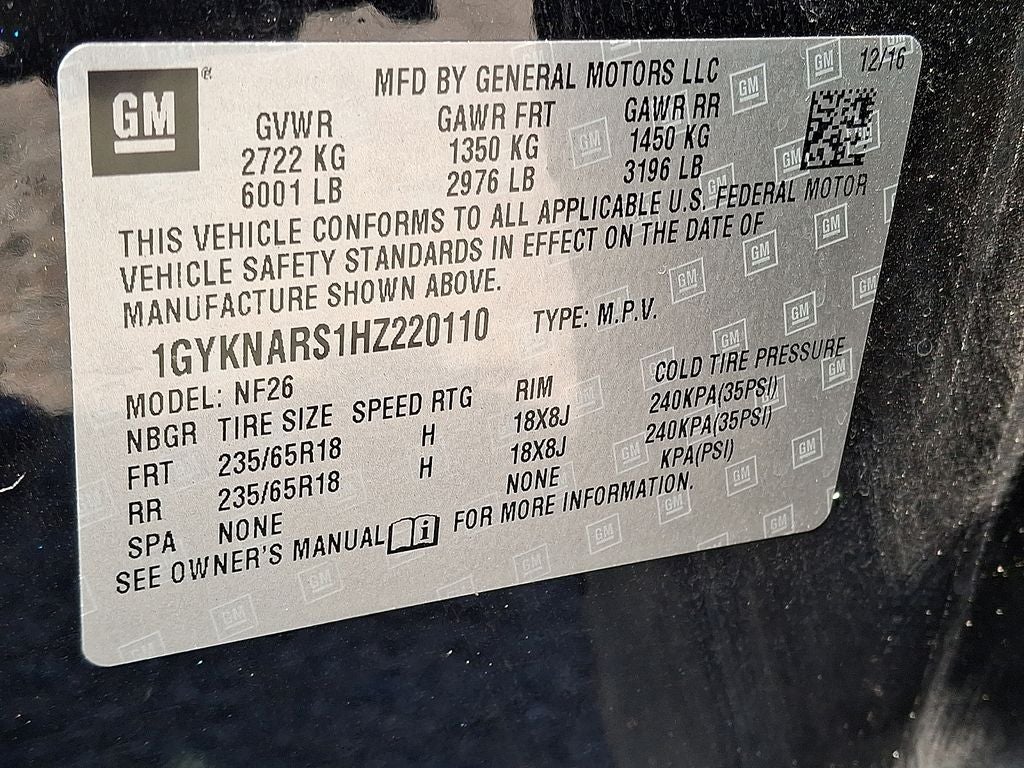 GM
MFD BY GENERAL MOTORS LLC 12/16
GVWR GAWR FRT GAWR RR
2722 KG 1350 KG 1450 KG
6001 LB 2976 LB 3196 LB
THIS VEHICLE CONFORMS TO ALL APPLICABLE U.S. FEDERAL MOTOR
VEHICLE SAFETY STANDARDS IN EFFECT ON THE DATE OF
MANUFACTURE SHOWN ABOVE.
1GYKNARS1HZ220110 TYPE: M.P.V.
MODEL: NF26
NBGR TIRE SIZE SPEED RTG RIM COLD TIRE PRESSURE
FRT 235/65R18 H 18X8J 240KPA(35PSI)
RR 235/65R18 H 18X8J 240KPA(35PSI)
SPA NONE NONE KPA(PSI)
SEE OWNER'S MANUAL i FOR MORE INFORMATION.